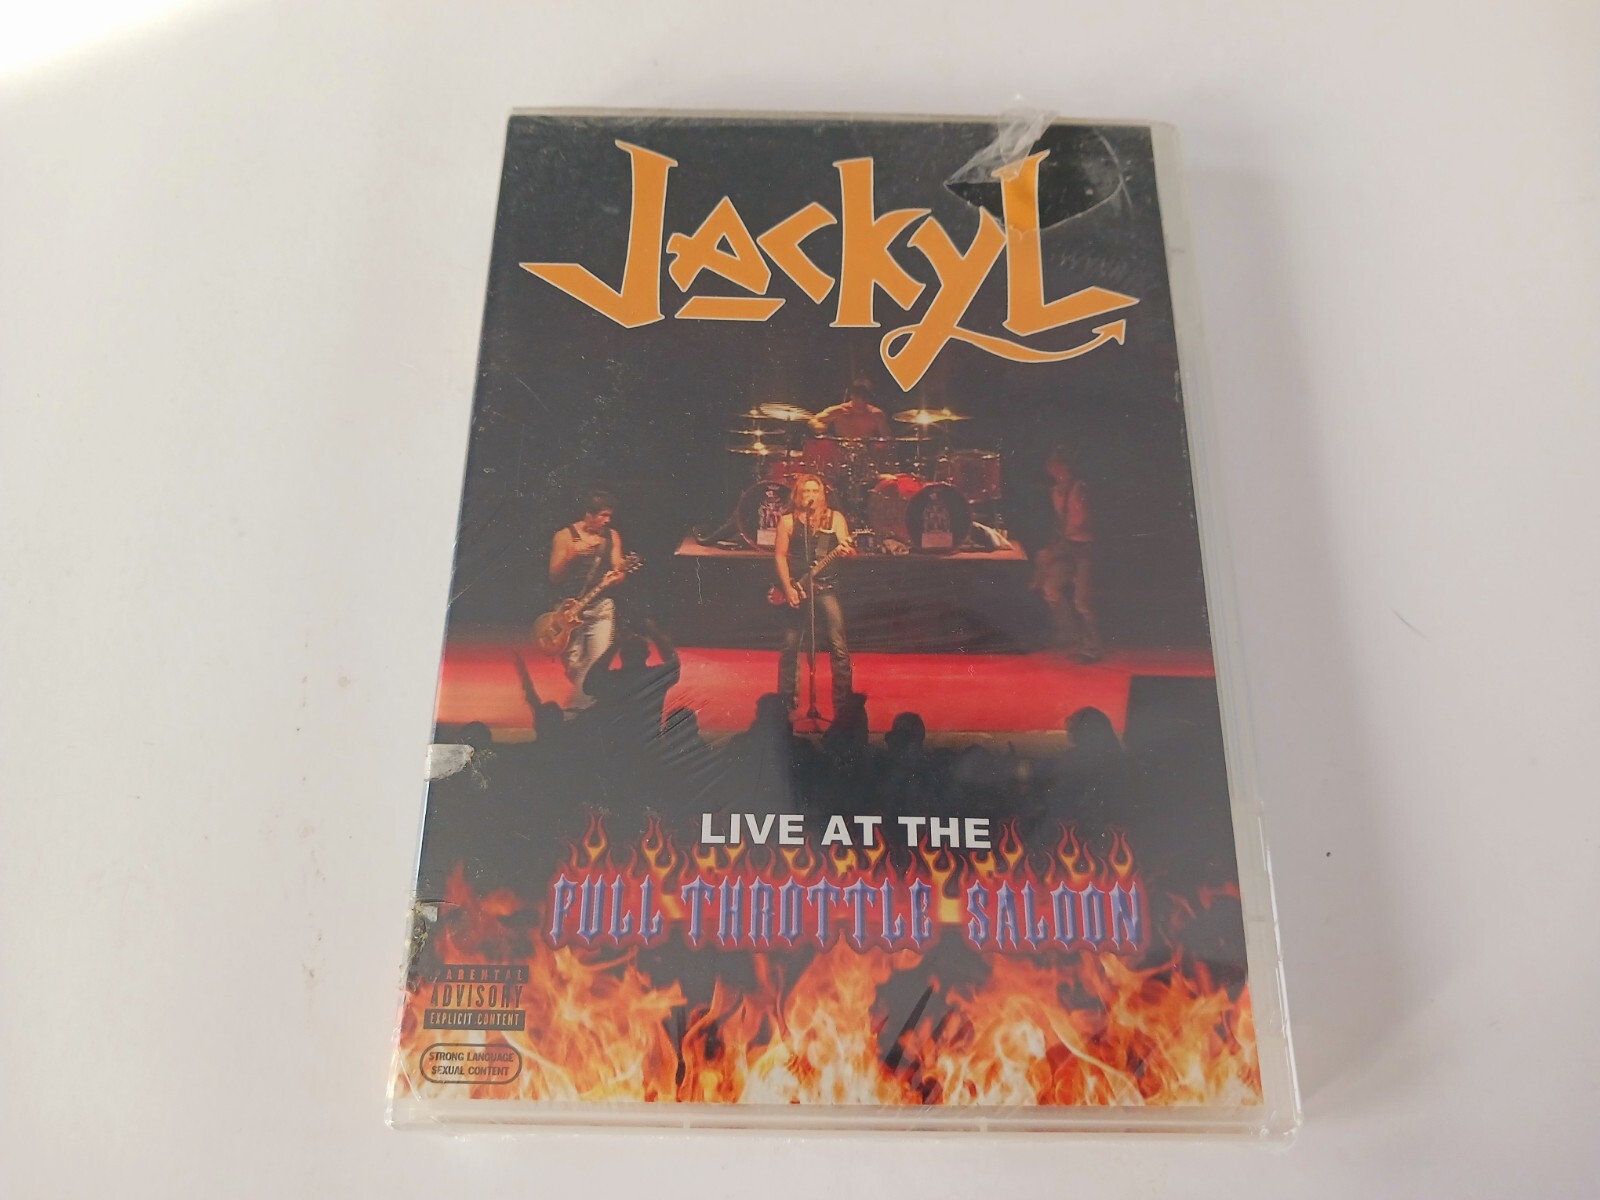 Jackyl
LIVE AT THE
FULL THROTTLE SALOON
PARENTAL
ADVISORY
EXPLICIT CONTENT
STRONG LANGUAGE
SEXUAL CONTENT